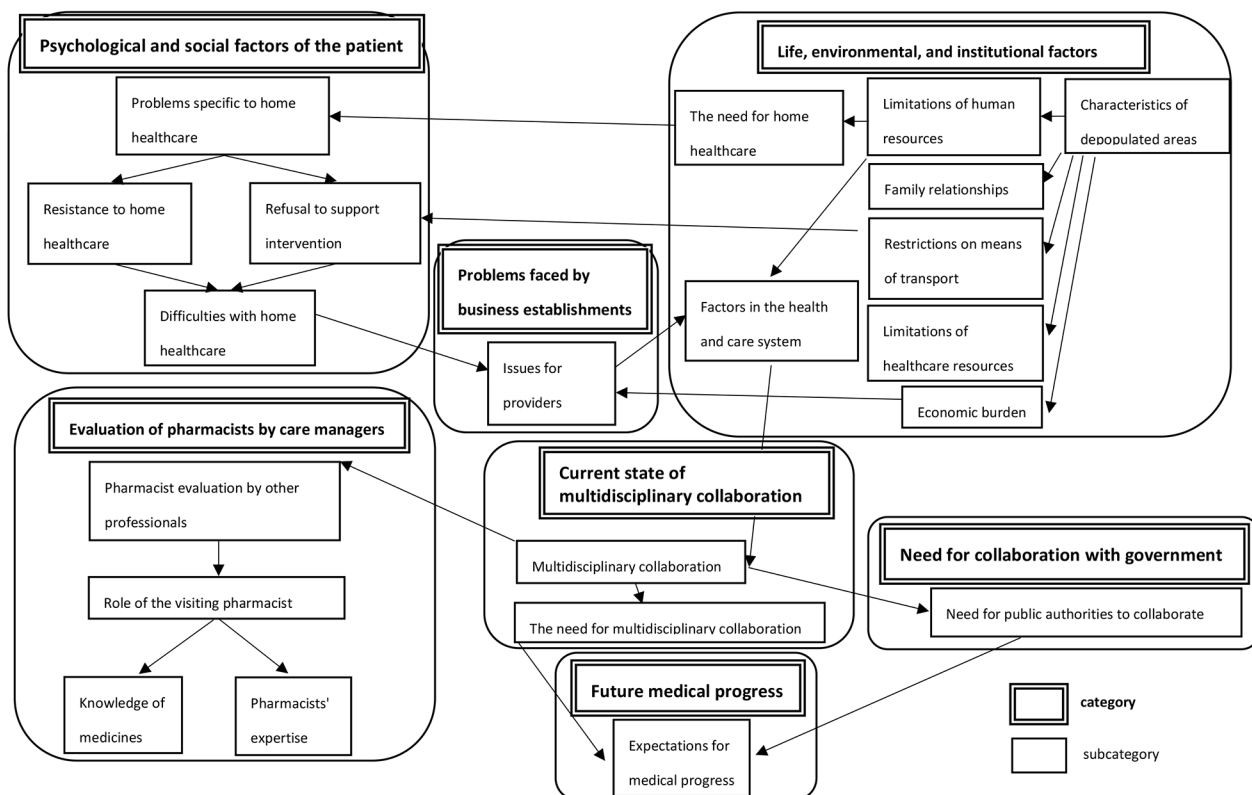 Psychological and social factors of the patient
Problems specific to home
healthcare
Resistance to home
healthcare
Refusal to support
intervention
Difficulties with home
healthcare
Life, environmental, and institutional factors
The need for home
healthcare
Limitations of human
resources
Characteristics of
depopulated areas
Family relationships
Restrictions on means
of transport
Factors in the health
and care system
Limitations of
healthcare resources
Economic burden
Problems faced by
business establishments
Issues for
providers
Evaluation of pharmacists by care managers
Pharmacist evaluation by other
professionals
Role of the visiting pharmacist
Knowledge of
medicines
Pharmacists'
expertise
Current state of
multidisciplinary collaboration
Multidisciplinary collaboration
The need for multidisciplinary collaboration
Need for collaboration with government
Need for public authorities to collaborate
Future medical progress
Expectations for
medical progress
category
subcategory